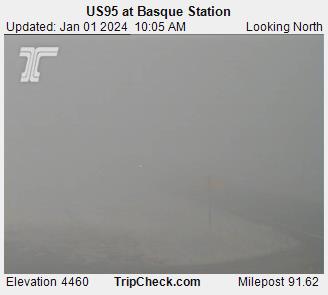 US95 at Basque Station
Updated: Jan 01 2024 10:05 AM Looking North
Elevation 4460 TripCheck.com Milepost 91.62